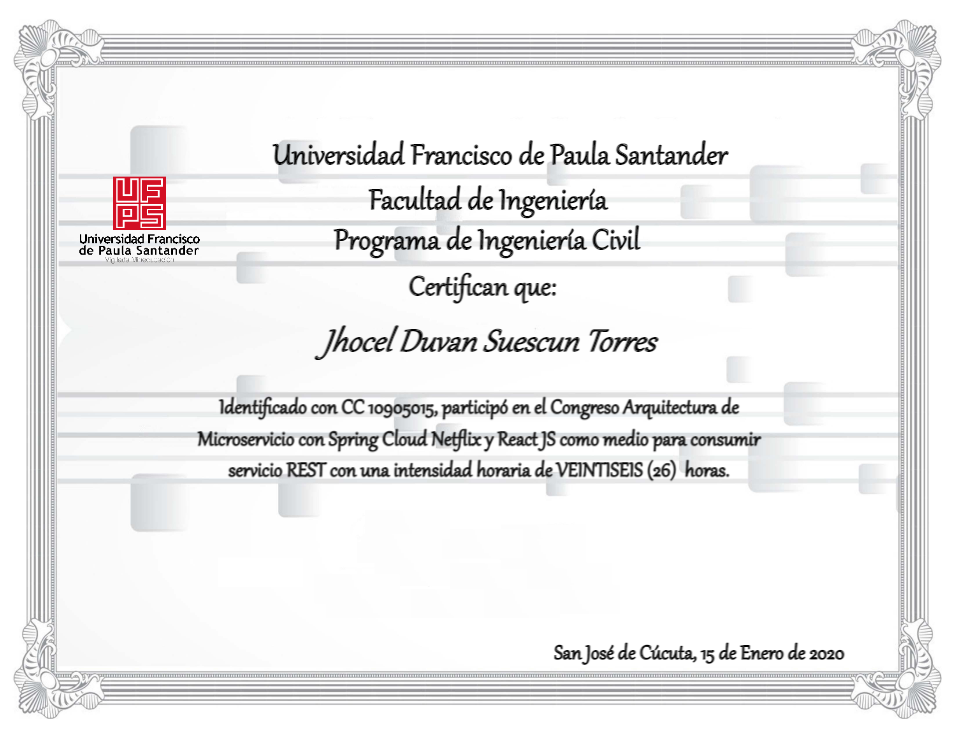 Universidad Francisco de Paula Santander
Facultad de Ingeniería
Programa de Ingeniería Civil
Certifican que:
UFPS
Universidad Francisco
de Paula Santander
Vigilada Mineducación
Jhocel Duvan Suescun Torres
Identificado con CC 10905015, participó en el Congreso Arquitectura de
Microservicio con Spring Cloud Netflix y React JS como medio para consumir
servicio REST con una intensidad horaria de VEINTISEIS (26) horas.
San José de Cúcuta, 15 de Enero de 2020